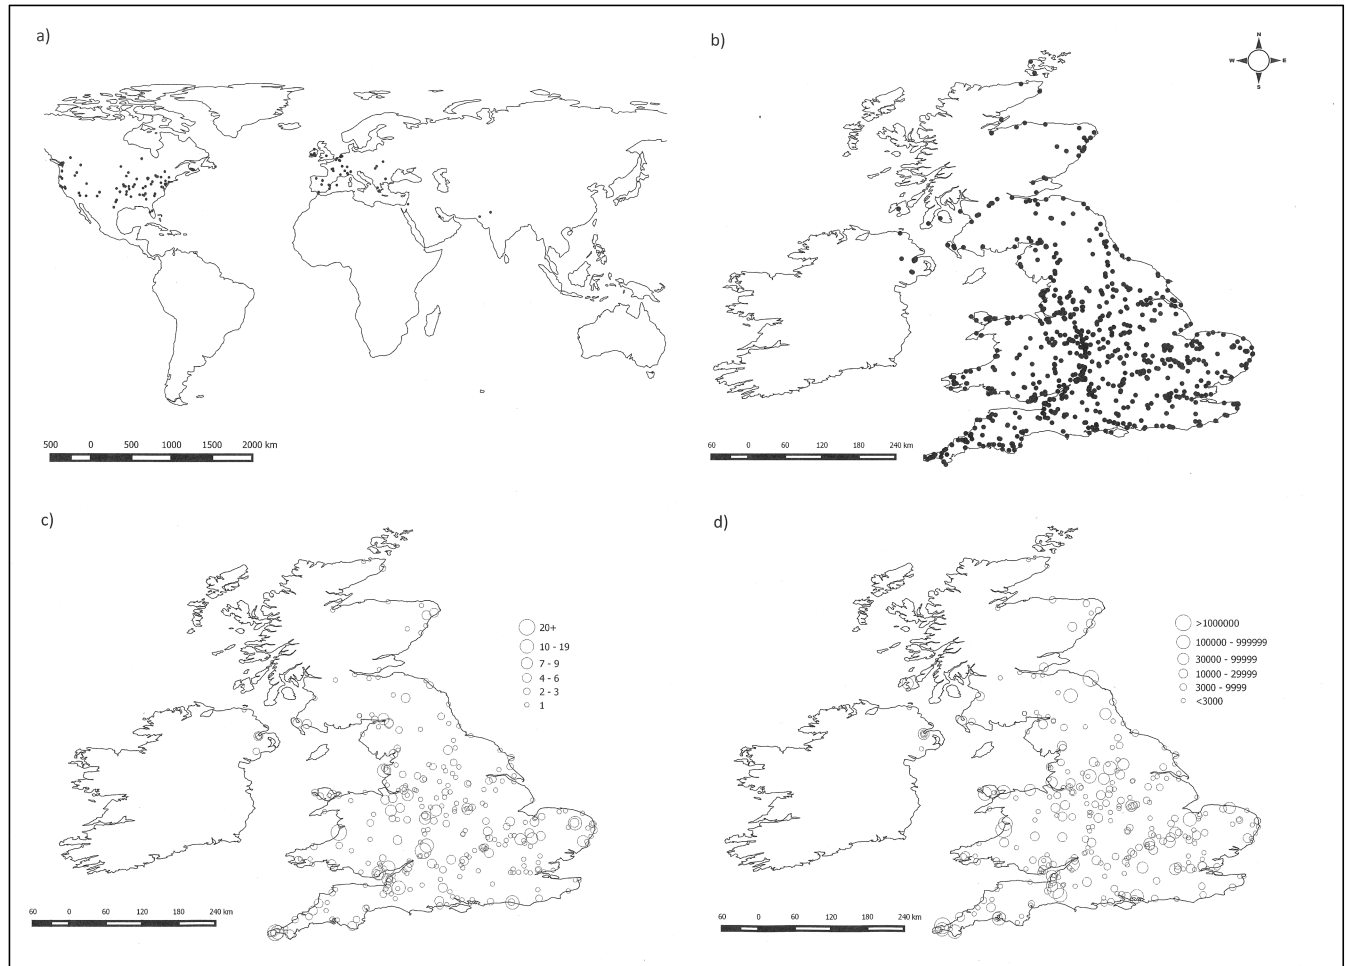 a)
b)
N
W E
S
500 0 500 1000 1500 2000 km
60 0 60 120 180 240 km
c)
d)
20+
10 - 19
7 - 9
4 - 6
2 - 3
1
>1000000
100000 - 999999
30000 - 99999
10000 - 29999
3000 - 9999
<3000
60 0 60 120 180 240 km
60 0 60 120 180 240 km